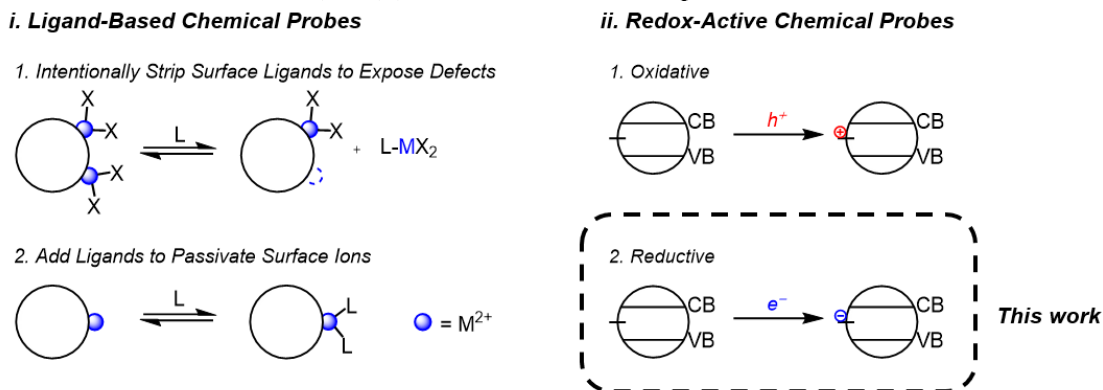 i. Ligand-Based Chemical Probes
1. Intentionally Strip Surface Ligands to Expose Defects
X
X
X
X
L
X
X
+
L-MX₂
2. Add Ligands to Passivate Surface Ions
L
L
L
= M²⁺
ii. Redox-Active Chemical Probes
1. Oxidative
CB
VB
h⁺
⊕
CB
VB
2. Reductive
CB
VB
e⁻
⊖
CB
VB
This work